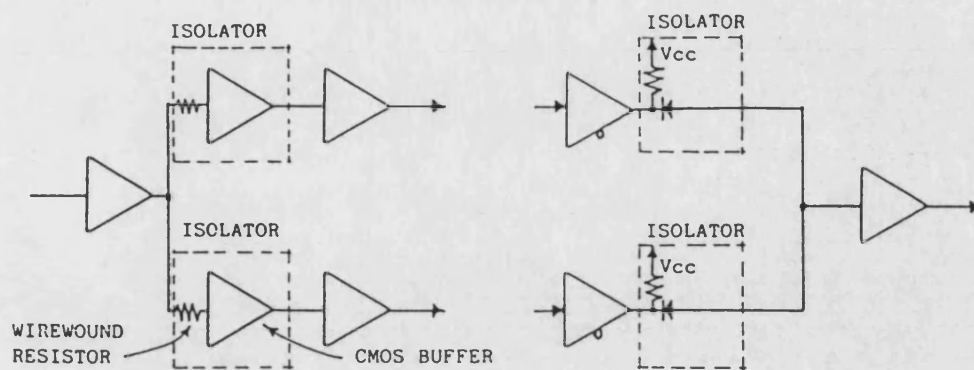 ISOLATOR
ISOLATOR
Vcc
ISOLATOR
ISOLATOR
Vcc
WIREWOUND
RESISTOR
CMOS BUFFER